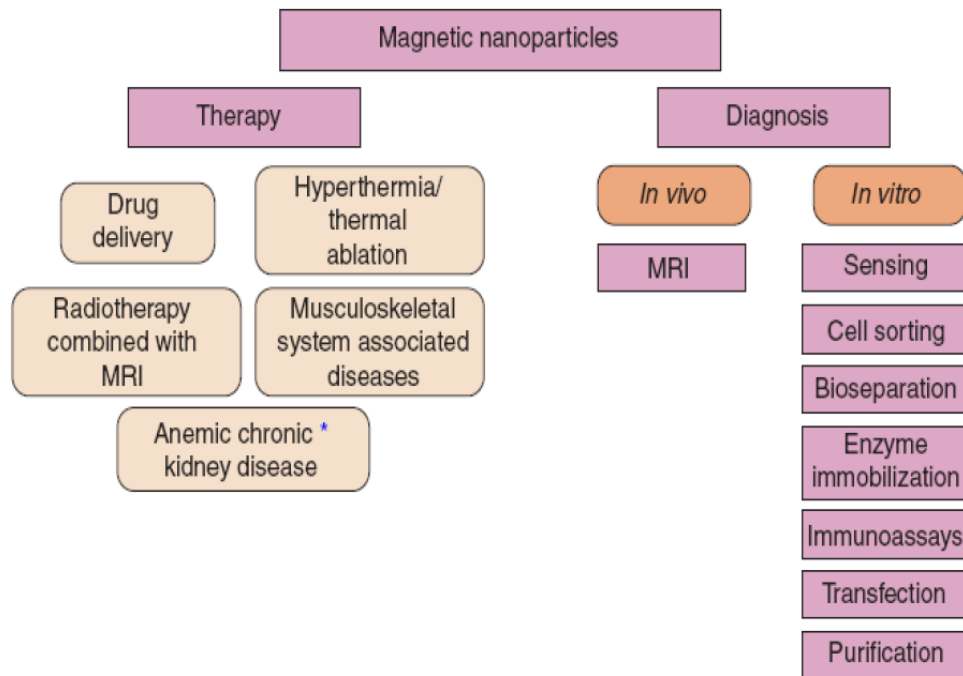 Magnetic nanoparticles
Therapy
Diagnosis
Drug
delivery
Hyperthermia/
thermal
ablation
Radiotherapy
combined with
MRI
Musculoskeletal
system associated
diseases
Anemic chronic *
kidney disease
In vivo
MRI
In vitro
Sensing
Cell sorting
Bioseparation
Enzyme
immobilization
Immunoassays
Transfection
Purification